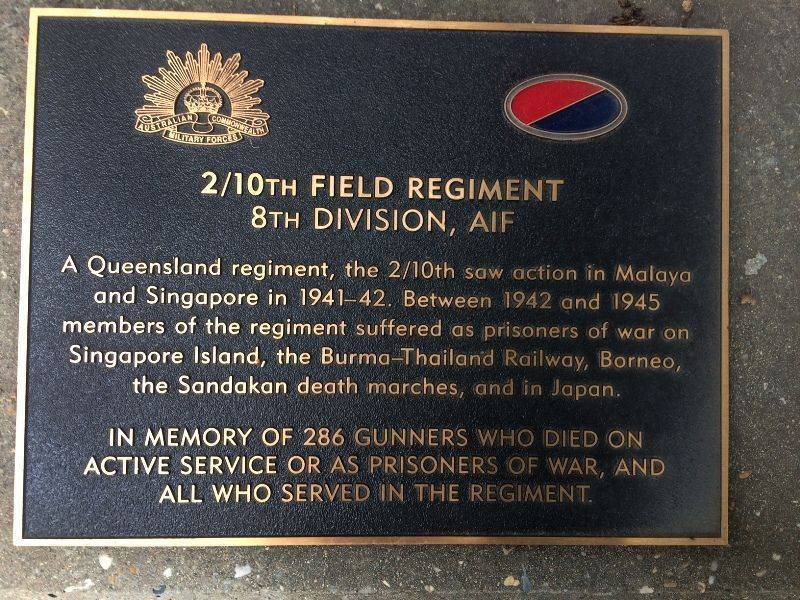 AUSTRALIAN COMMONWEALTH
MILITARY FORCES
2/10TH FIELD REGIMENT
8TH DIVISION, AIF
A Queensland regiment, the 2/10th saw action in Malaya
and Singapore in 1941–42. Between 1942 and 1945
members of the regiment suffered as prisoners of war on
Singapore Island, the Burma–Thailand Railway, Borneo,
the Sandakan death marches, and in Japan.
IN MEMORY OF 286 GUNNERS WHO DIED ON
ACTIVE SERVICE OR AS PRISONERS OF WAR, AND
ALL WHO SERVED IN THE REGIMENT.